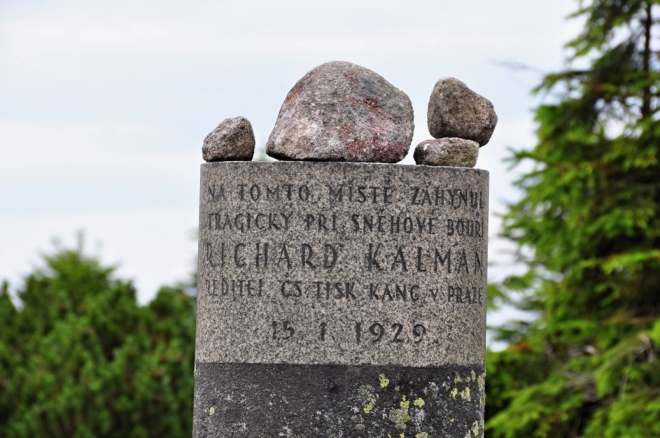 NA TOMTO MÍSTĚ ZAHYNUL
TRAGICKY PŘI SNĚHOVÉ BOUŘI
RICHARD KALMAN
ŘEDITEL ČS. TISK. KANC. V PRAZE
15. 1. 1929.